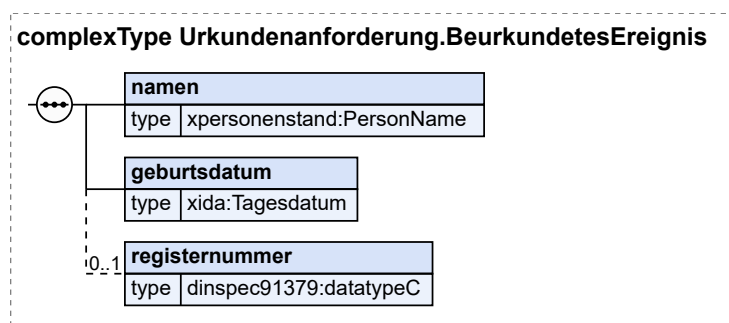 complexType Urkundenanforderung.BeurkundetesEreignis
namen
type xpersonenstand:PersonName
geburtsdatum
type xida:Tagesdatum
0..1
registernummer
type dinspec91379:datatypeC